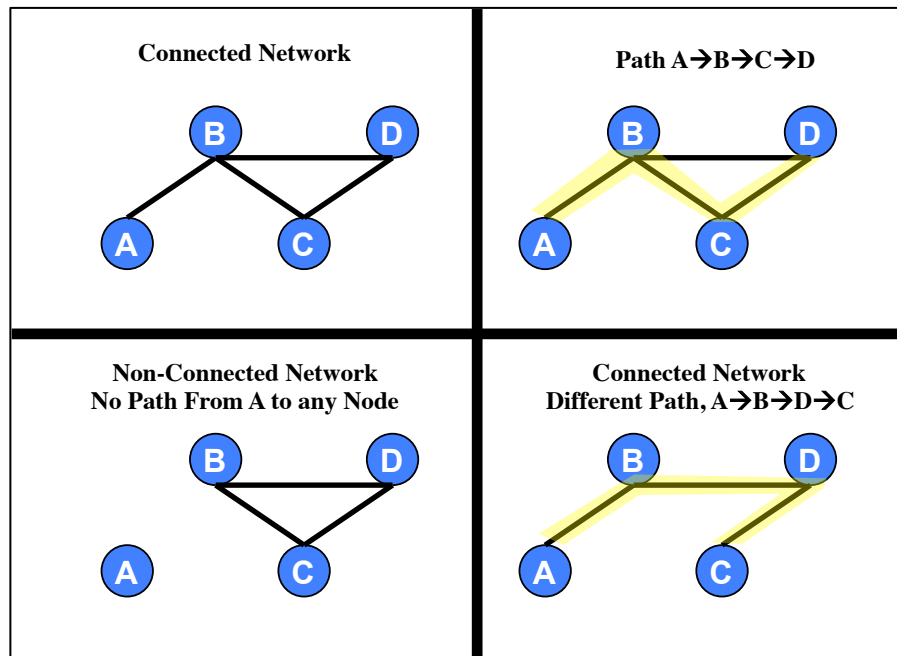 Connected Network
B
D
A
C
Path A→B→C→D
B
D
A
C
Non-Connected Network
No Path From A to any Node
B
D
A
C
Connected Network
Different Path, A→B→D→C
B
D
A
C